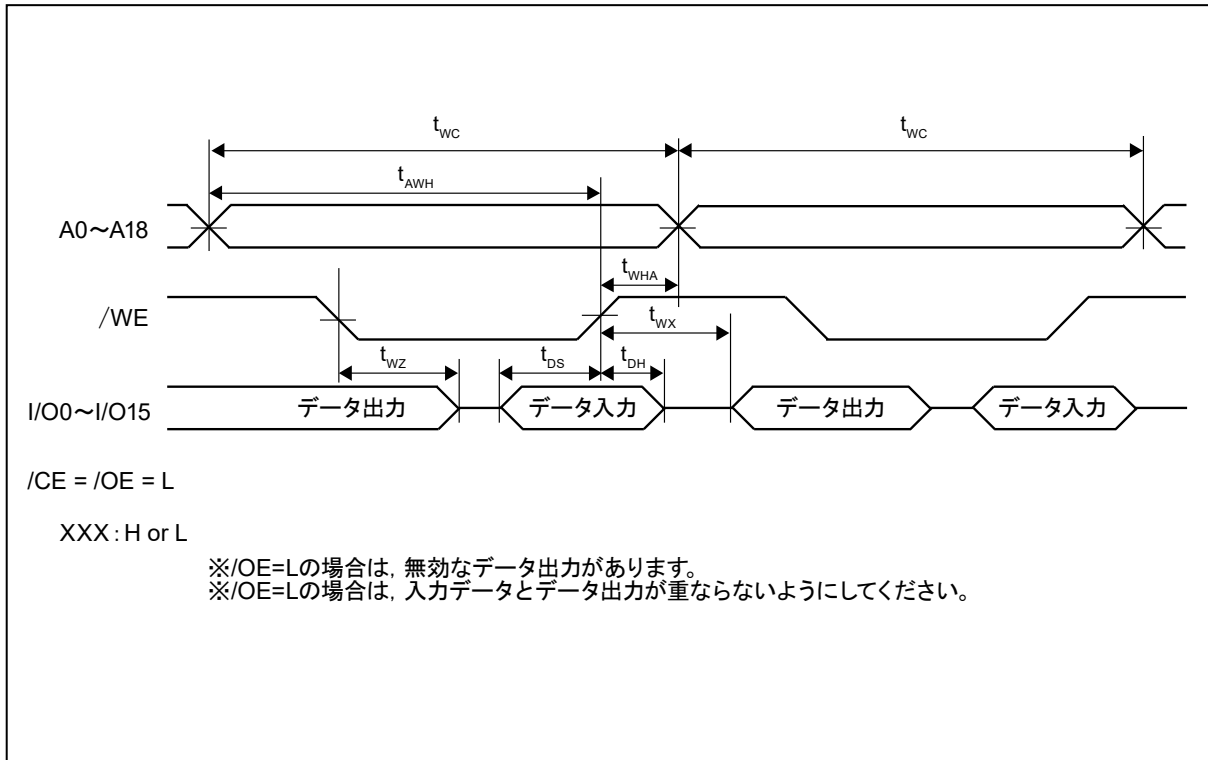 tWC tWC
tAWH
A0～A18
tWHA
/WE
tWX
tWZ tDS tDH
I/O0～I/O15 データ出力 データ入力 データ出力 データ入力
/CE = /OE = L
XXX : H or L
※/OE=Lの場合は, 無効なデータ出力があります。
※/OE=Lの場合は, 入力データとデータ出力が重ならないようにしてください。